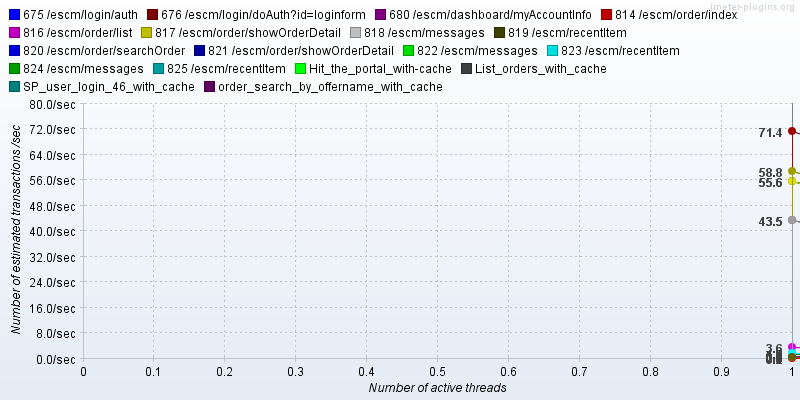 jmeter-plugins.org
675 /escm/login/auth 676 /escm/login/doAuth?id=loginform 680 /escm/dashboard/myAccountInfo 814 /escm/order/index
816 /escm/order/list 817 /escm/order/showOrderDetail 818 /escm/messages 819 /escm/recentItem
820 /escm/order/searchOrder 821 /escm/order/showOrderDetail 822 /escm/messages 823 /escm/recentItem
824 /escm/messages 825 /escm/recentItem Hit_the_portal_with-cache List_orders_with_cache
SP_user_login_46_with_cache order_search_by_offername_with_cache
Number of estimated transactions /sec
80.0/sec
72.0/sec
64.0/sec
56.0/sec
48.0/sec
40.0/sec
32.0/sec
24.0/sec
16.0/sec
8.0/sec
0.0/sec
71.4
58.8
55.6
43.5
3.6
0 0.1 0.2 0.3 0.4 0.5 0.6 0.7 0.8 0.9 1
Number of active threads